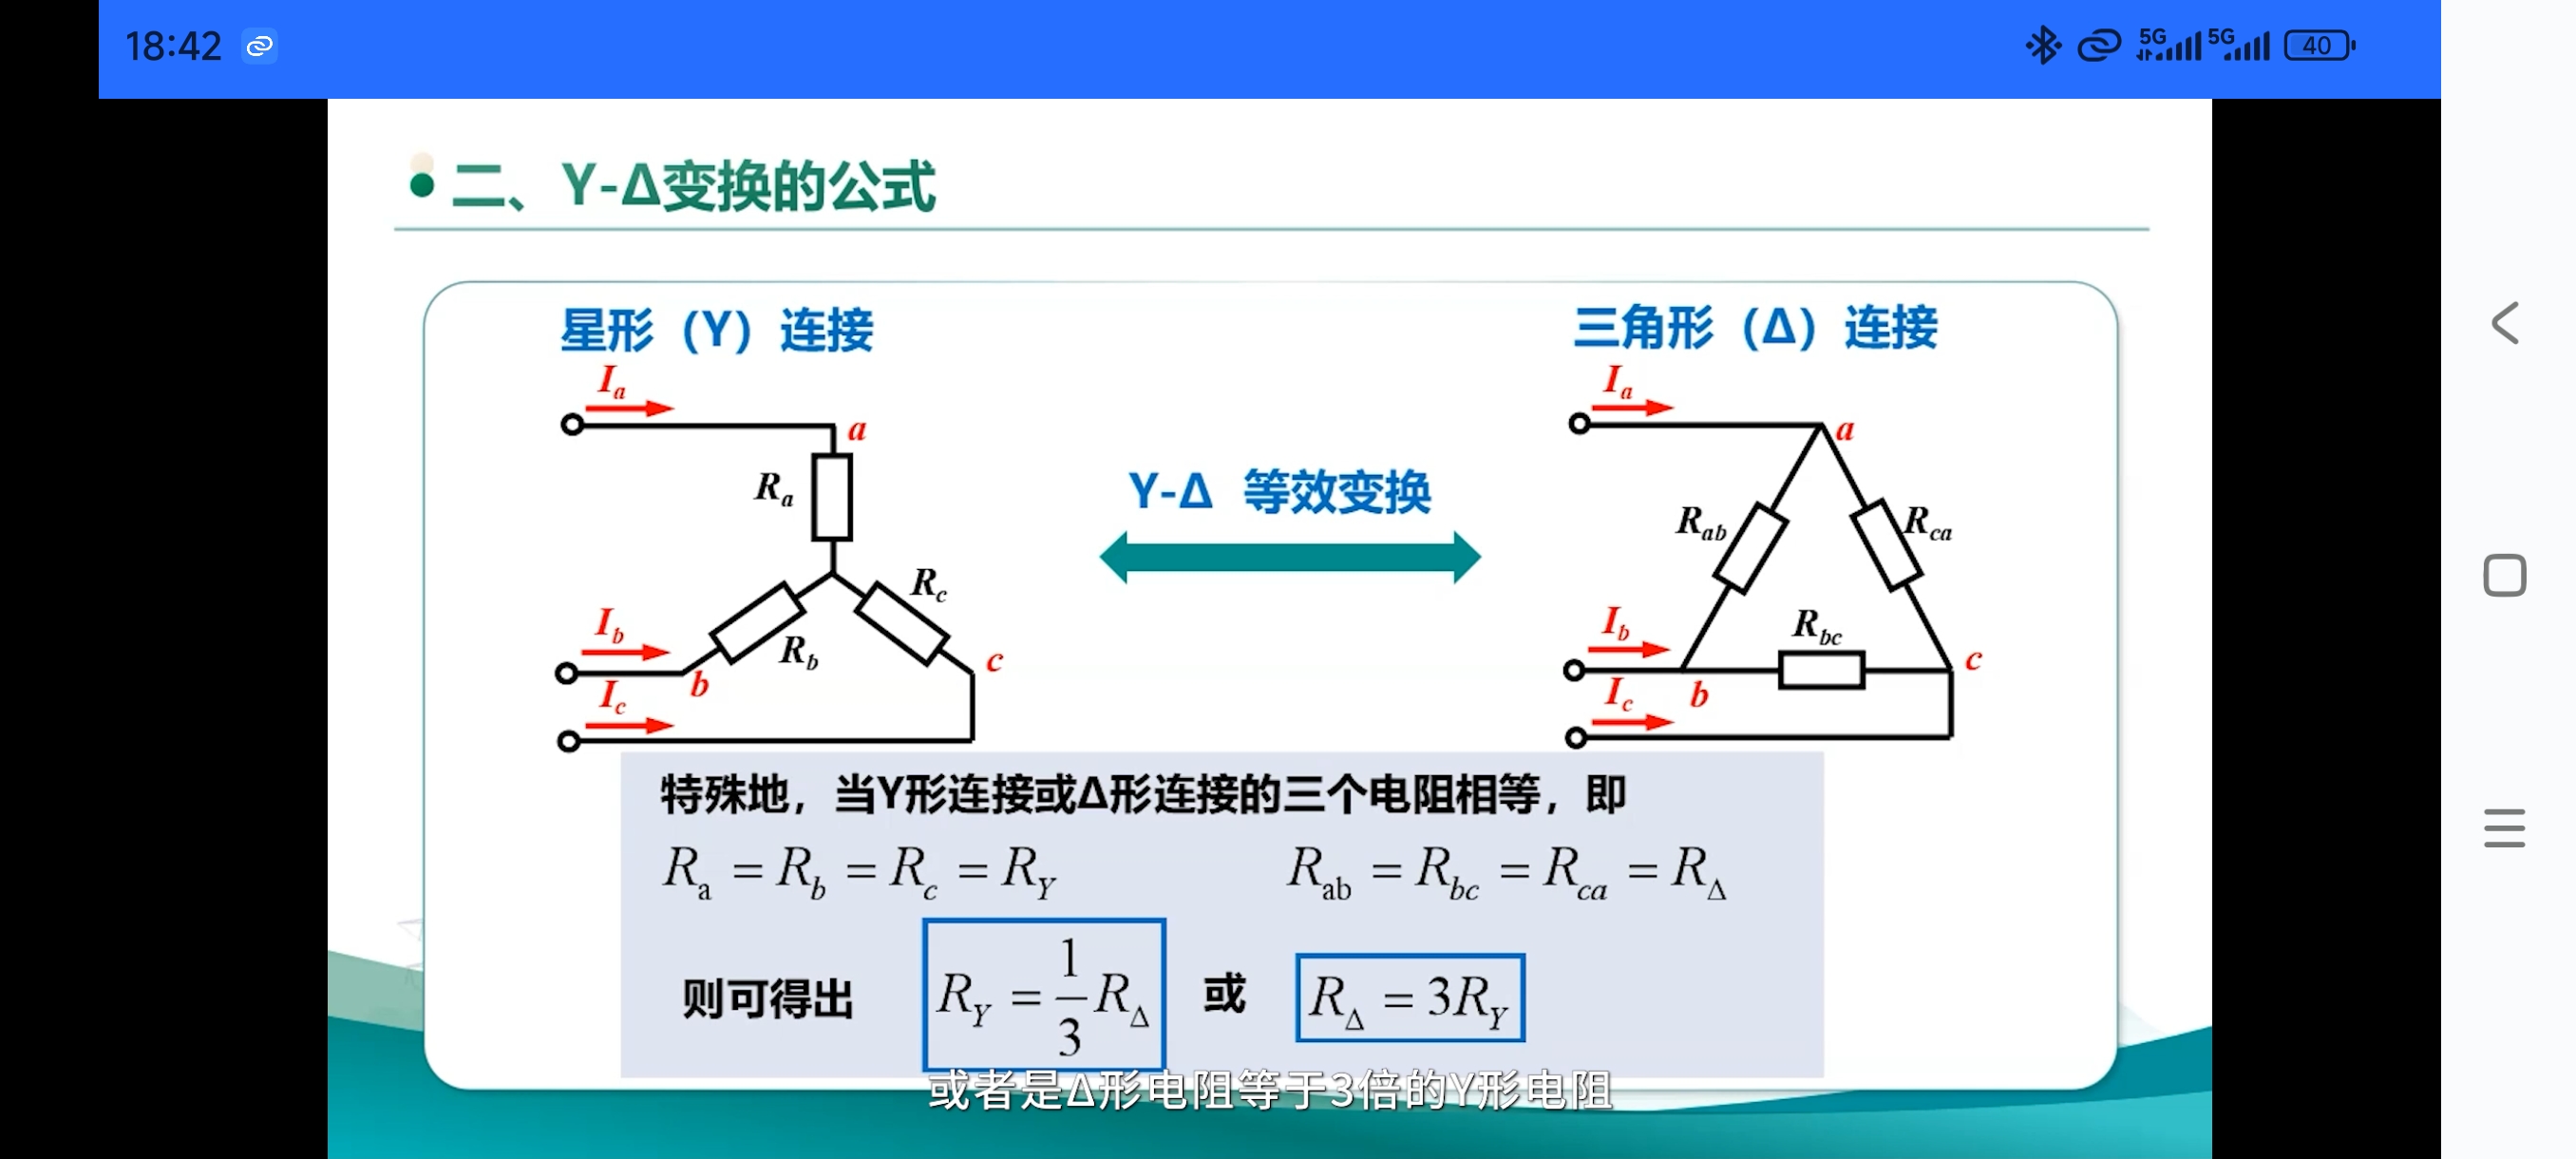 18:42
5G 5G 40
二、Y-Δ变换的公式
星形（Y）连接
I_a
a
R_a
R_c
I_b
R_b
c
b
I_c
Y-Δ 等效变换
三角形（Δ）连接
I_a
a
R_ab
R_ca
I_b
R_bc
c
I_c
b
特殊地，当Y形连接或Δ形连接的三个电阻相等，即
R_a = R_b = R_c = R_Y R_ab = R_bc = R_ca = R_Δ
则可得出 R_Y = 1/3 R_Δ 或 R_Δ = 3R_Y
或者是Δ形电阻等于3倍的Y形电阻